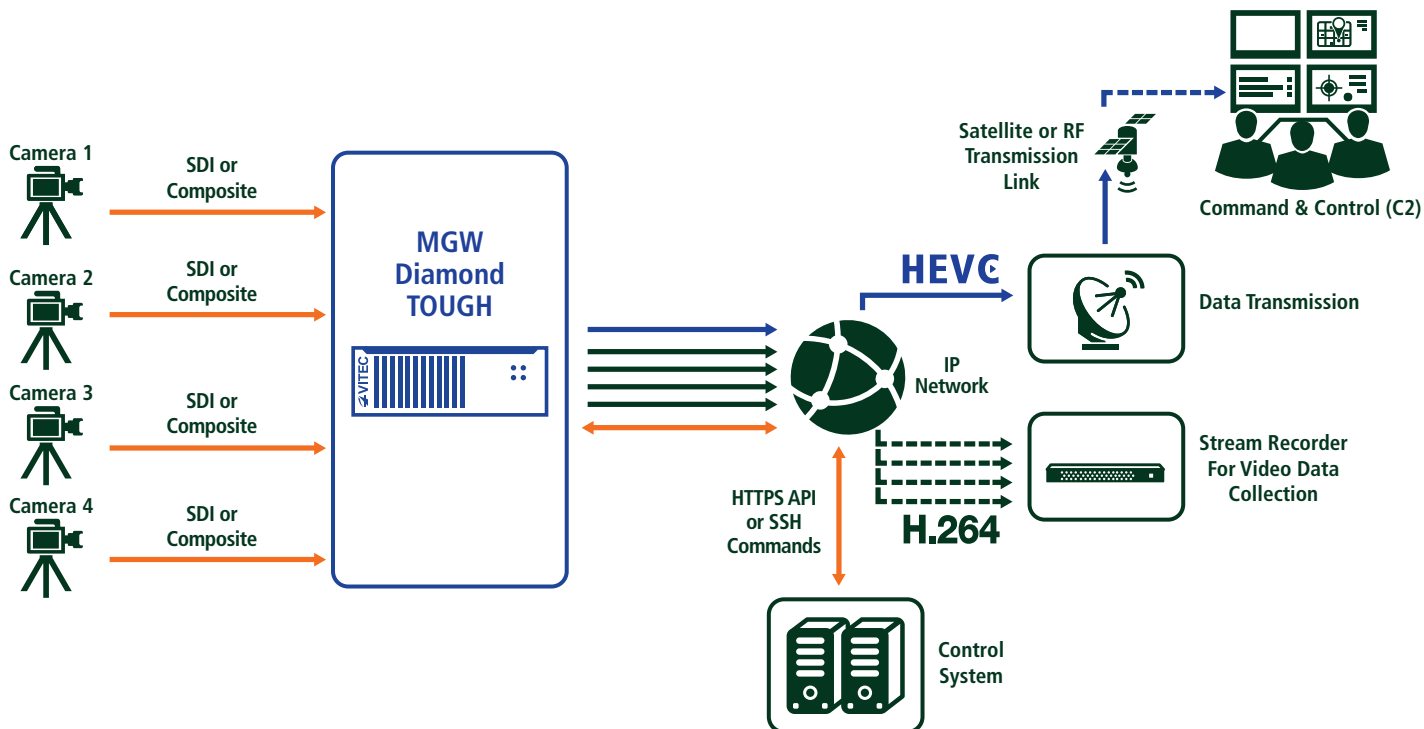 Camera 1
SDI or
Composite
Camera 2
SDI or
Composite
Camera 3
SDI or
Composite
Camera 4
SDI or
Composite
MGW
Diamond
TOUGH
VITEC
IP
Network
HTTPS API
or SSH
Commands
Control
System
HEVC
H.264
Satellite or RF
Transmission
Link
Command & Control (C2)
Data Transmission
Stream Recorder
For Video Data
Collection